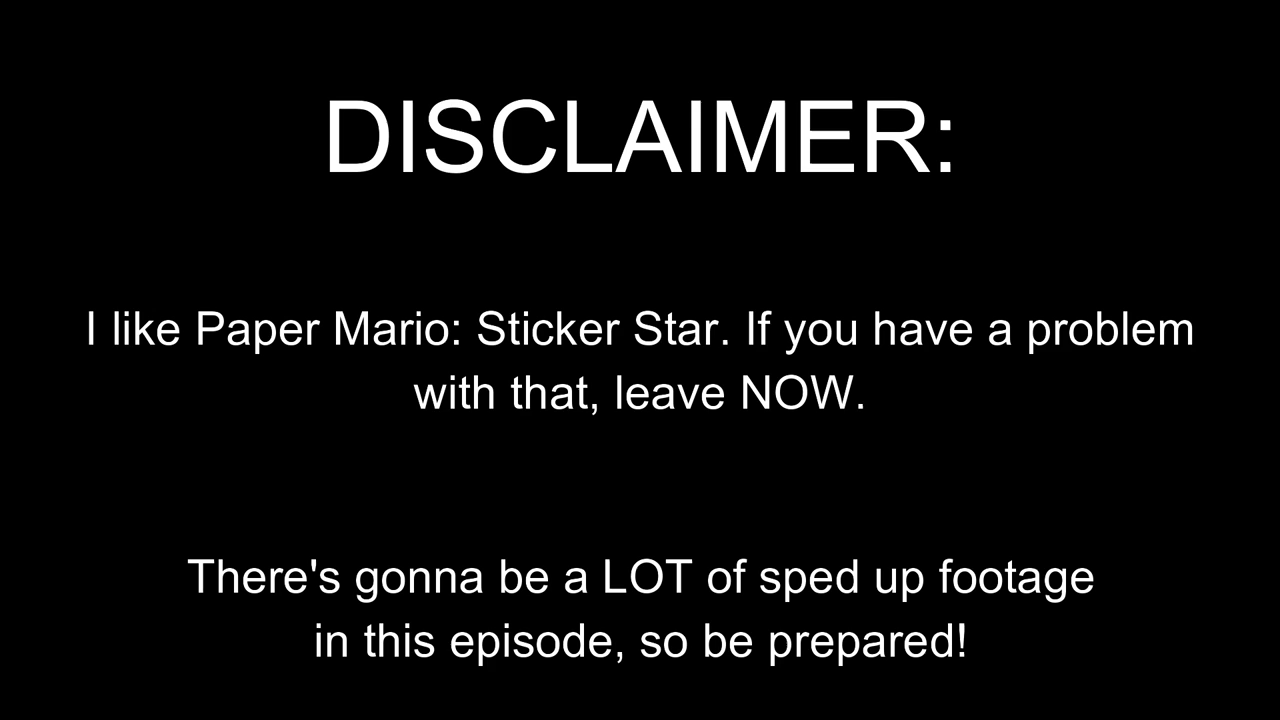 DISCLAIMER:
I like Paper Mario: Sticker Star. If you have a problem
with that, leave NOW.
There's gonna be a LOT of sped up footage
in this episode, so be prepared!